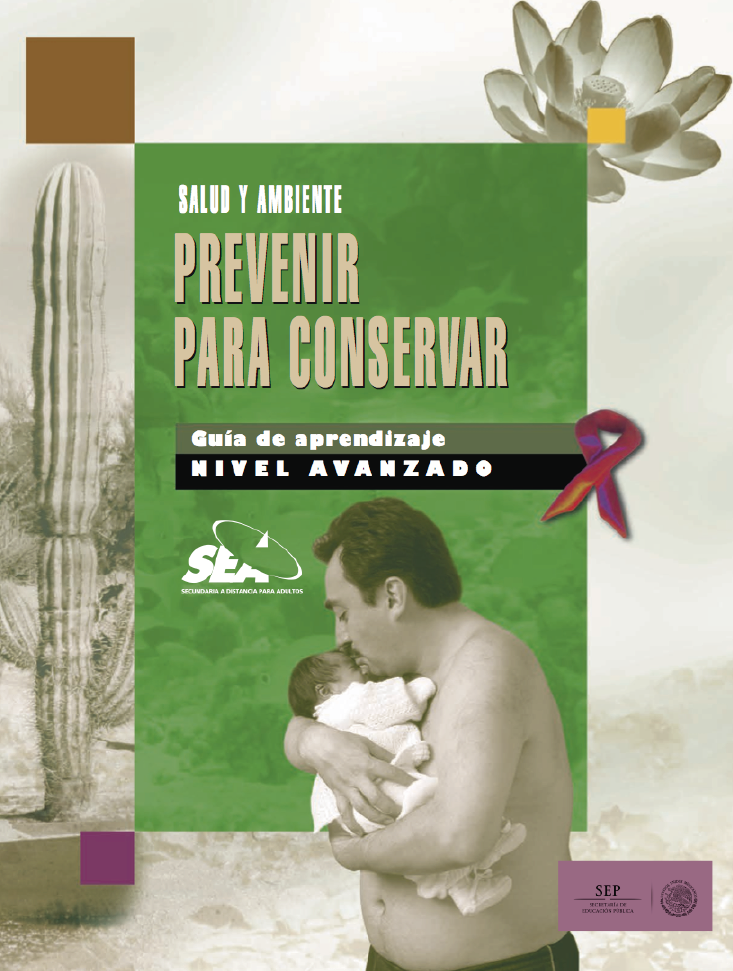 SALUD Y AMBIENTE
PREVENIR
PARA CONSERVAR
Guía de aprendizaje
NIVEL AVANZADO
SEA
SECUNDARIA A DISTANCIA PARA ADULTOS
SEP
SECRETARÍA DE
EDUCACIÓN PÚBLICA